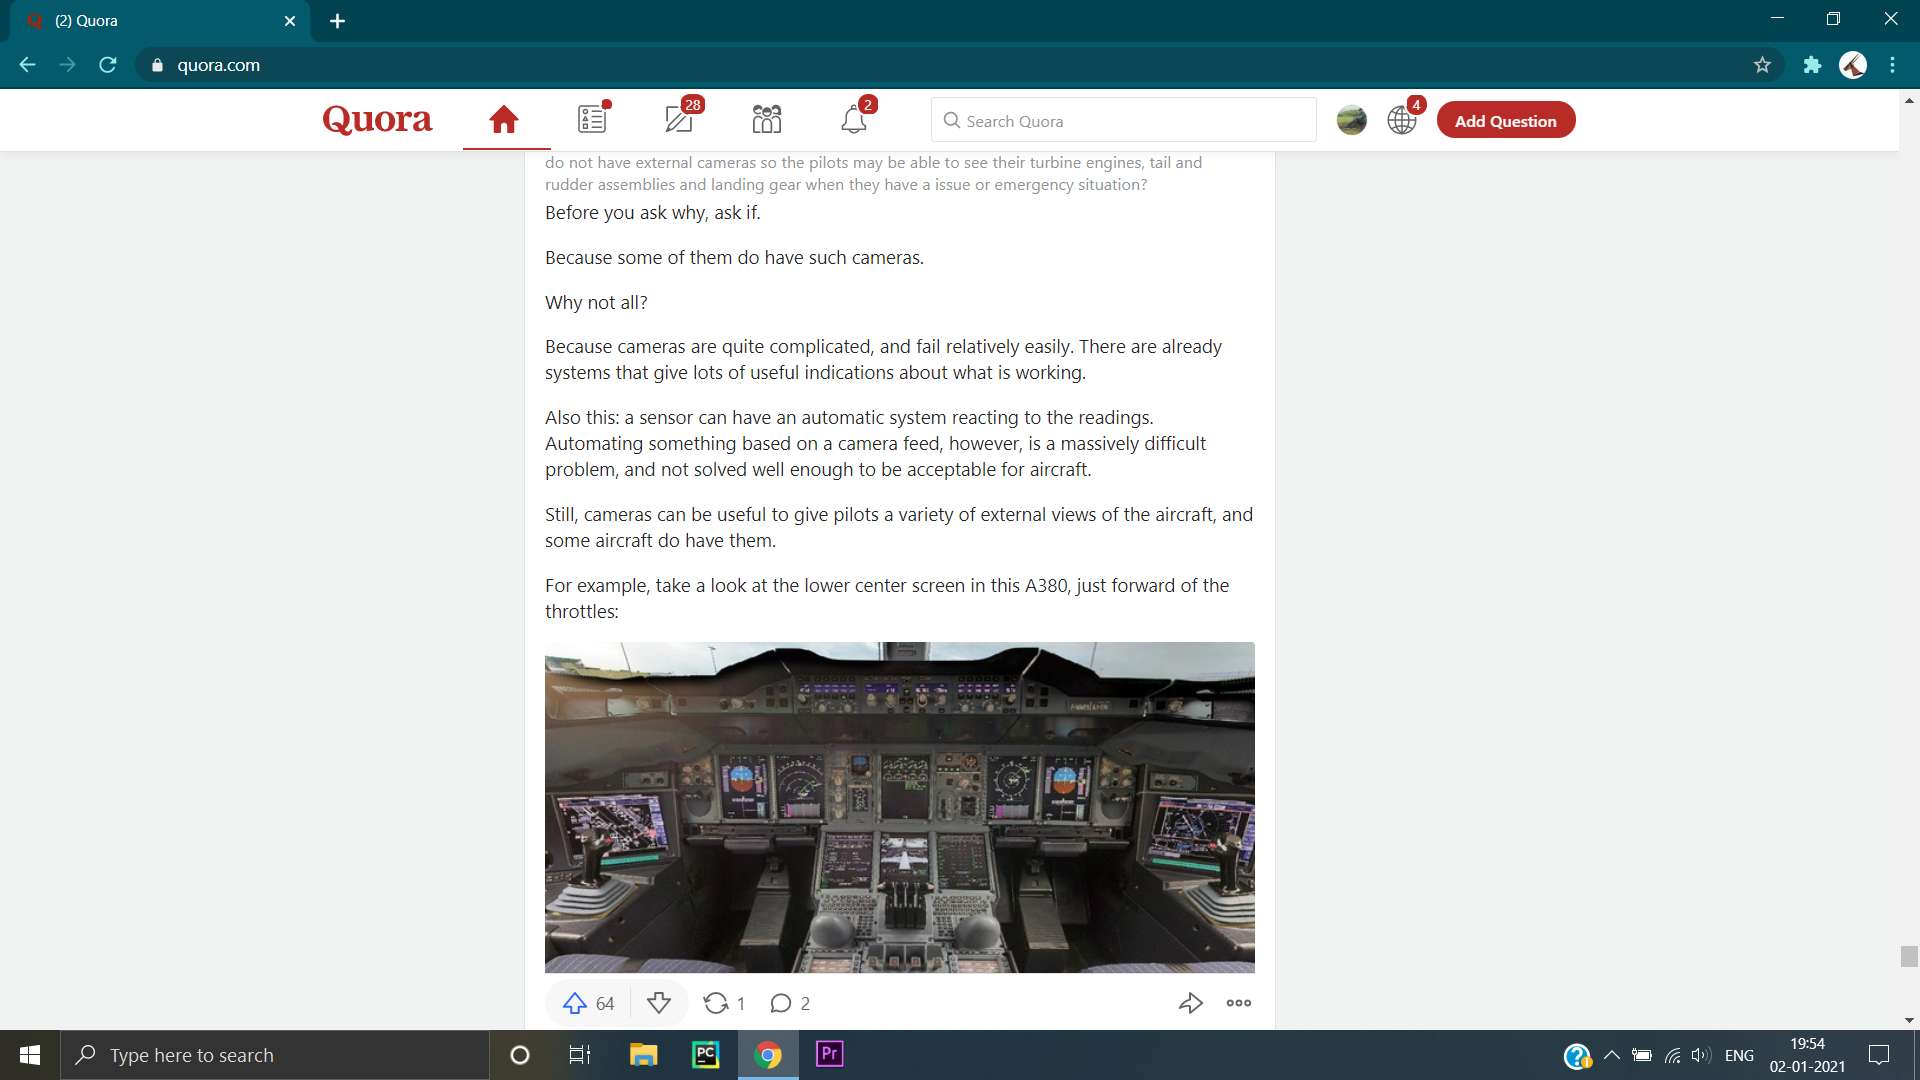 (2) Quora
quora.com
Quora
28
2
Search Quora
4
Add Question
do not have external cameras so the pilots may be able to see their turbine engines, tail and
rudder assemblies and landing gear when they have a issue or emergency situation?
Before you ask why, ask if.
Because some of them do have such cameras.
Why not all?
Because cameras are quite complicated, and fail relatively easily. There are already
systems that give lots of useful indications about what is working.
Also this: a sensor can have an automatic system reacting to the readings.
Automating something based on a camera feed, however, is a massively difficult
problem, and not solved well enough to be acceptable for aircraft.
Still, cameras can be useful to give pilots a variety of external views of the aircraft, and
some aircraft do have them.
For example, take a look at the lower center screen in this A380, just forward of the
throttles:
64
1
2
Type here to search
PC
Pr
ENG
19:54
02-01-2021